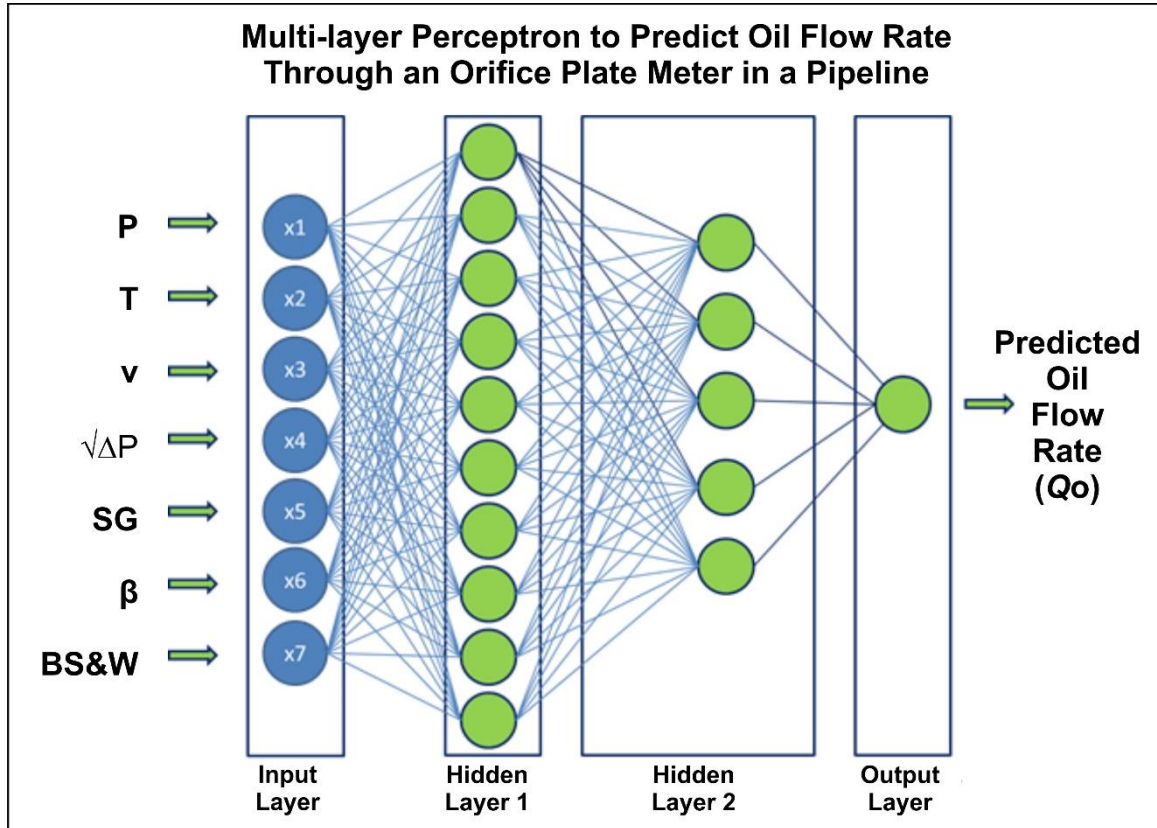 Multi-layer Perceptron to Predict Oil Flow Rate
Through an Orifice Plate Meter in a Pipeline
P
T
v
√ΔP
SG
β
BS&W
x1
x2
x3
x4
x5
x6
x7
Predicted
Oil
Flow
Rate
(Qo)
Input
Layer
Hidden
Layer 1
Hidden
Layer 2
Output
Layer